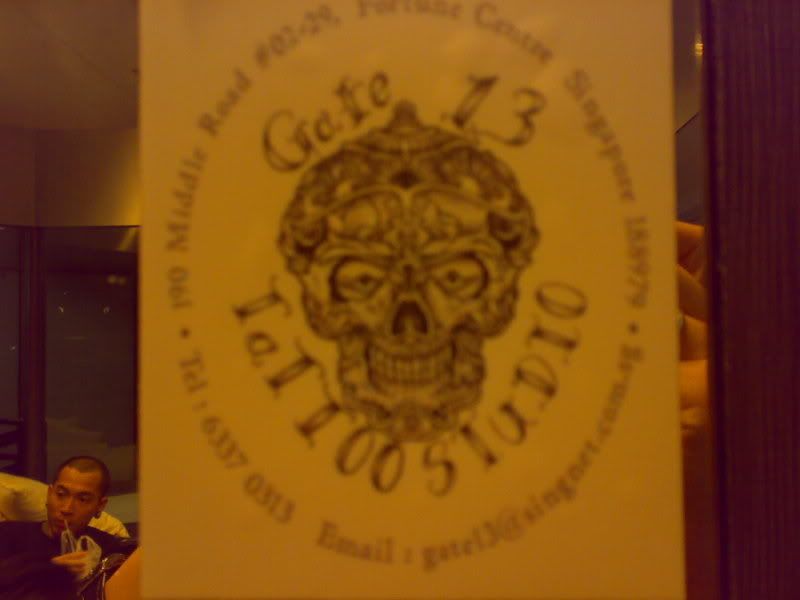 190 Middle Road #02-29, Fortune Centre Singapore 188979
Gate 13
TaTToo STuDIO
• Tel : 6337 0313 Email : gate13@singnet.com.sg •